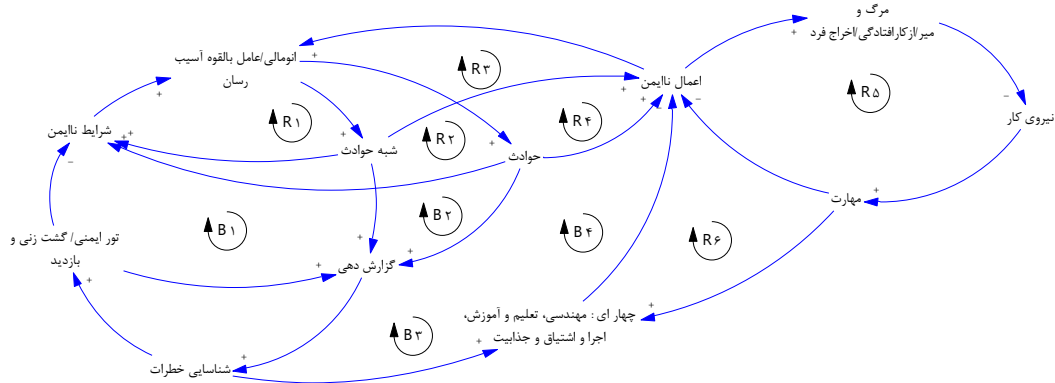 مرگ و
میر/ازکارافتادگی/اخراج فرد
+
انومالی/عامل بالقوه آسیب
رسان
+
+
اعمال ناایمن
+
+
-
-
R۱
R۲
R۳
R۴
R۵
-
نیروی کار
شرایط ناایمن
+
+
-
شبه حوادث
+
حوادث
+
مهارت
+
B۱
B۲
B۴
R۶
تور ایمنی/ گشت زنی و
بازدید
+
گزارش دهی
+
+
+
چهار ای : مهندسی، تعلیم و آموزش،
اجرا و اشتیاق و جذابیت
+
+
B۳
شناسایی خطرات
+